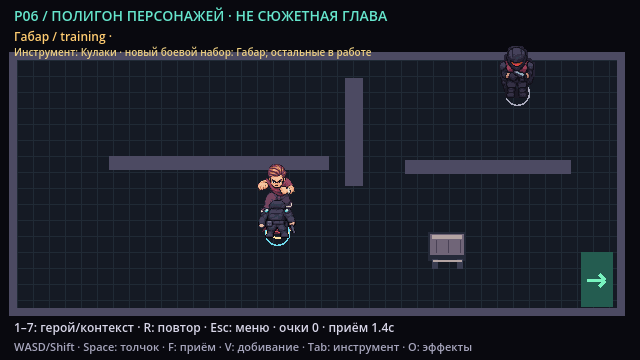 P06 / ПОЛИГОН ПЕРСОНАЖЕЙ · НЕ СЮЖЕТНАЯ ГЛАВА
Габар / training ·
Инструмент: Кулаки · новый боевой набор: Габар; остальные в работе
1–7: герой/контекст · R: повтор · Esc: меню · очки 0 · приём 1.4с
WASD/Shift · Space: толчок · F: приём · V: добивание · Tab: инструмент · O: эффекты